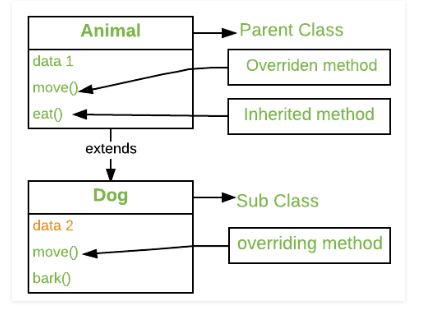 Animal
Parent Class
data 1
Overriden method
move()
eat()
Inherited method
extends
Dog
Sub Class
data 2
move()
overriding method
bark()